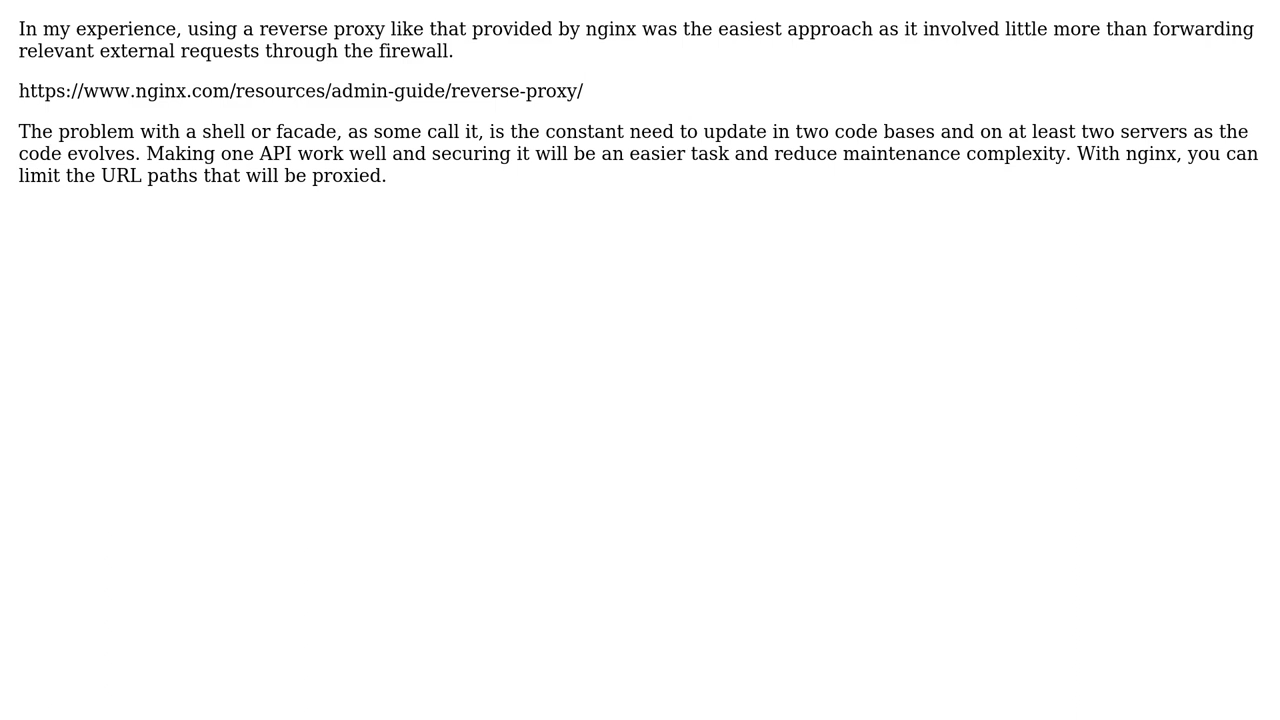 In my experience, using a reverse proxy like that provided by nginx was the easiest approach as it involved little more than forwarding
relevant external requests through the firewall.
https://www.nginx.com/resources/admin-guide/reverse-proxy/
The problem with a shell or facade, as some call it, is the constant need to update in two code bases and on at least two servers as the
code evolves. Making one API work well and securing it will be an easier task and reduce maintenance complexity. With nginx, you can
limit the URL paths that will be proxied.